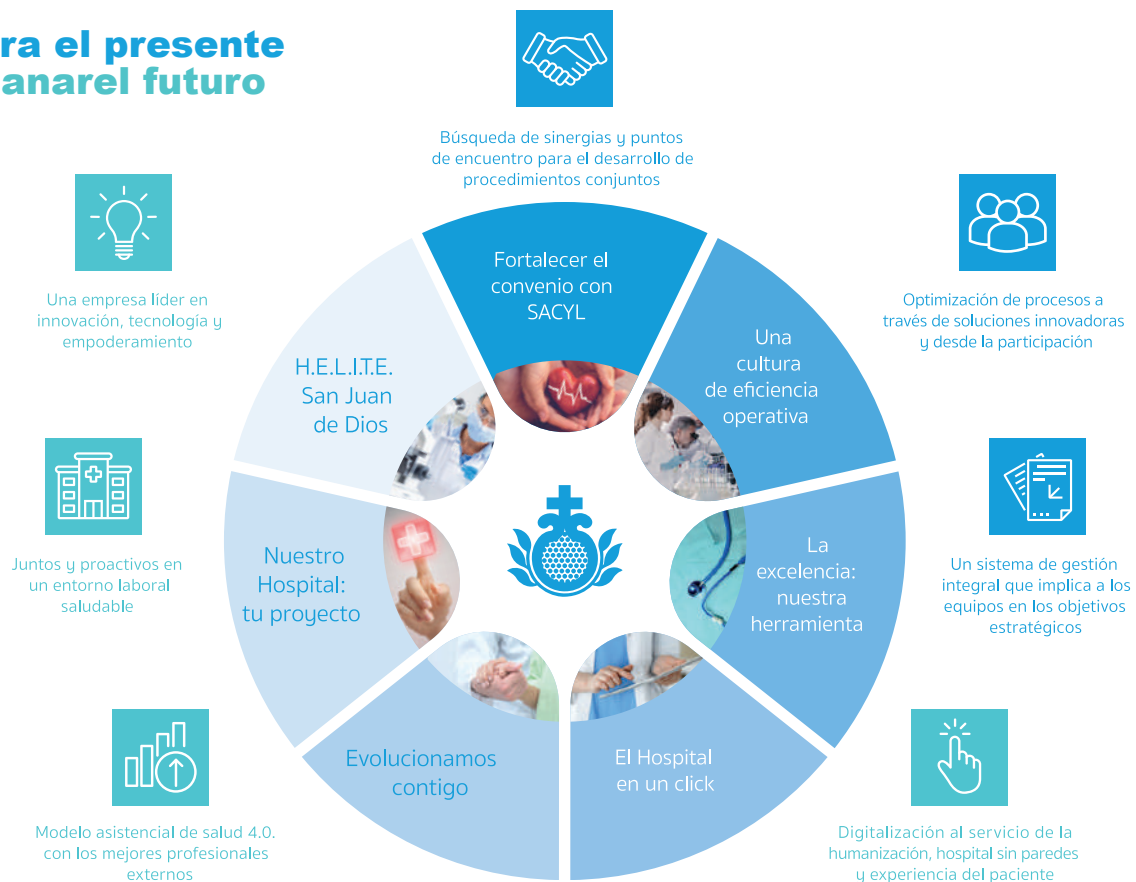 ra el presente
anarel futuro
Búsqueda de sinergias y puntos
de encuentro para el desarrollo de
procedimientos conjuntos
Una empresa líder en
innovación, tecnología y
empoderamiento
Optimización de procesos a
través de soluciones innovadoras
y desde la participación
Fortalecer el
convenio con
SACYL
Una
cultura
de eficiencia
operativa
H.E.L.I.T.E.
San Juan
de Dios
Juntos y proactivos en
un entorno laboral
saludable
Nuestro
Hospital:
tu proyecto
La
excelencia:
nuestra
herramienta
Un sistema de gestión
integral que implica a los
equipos en los objetivos
estratégicos
Evolucionamos
contigo
El Hospital
en un click
Modelo asistencial de salud 4.0.
con los mejores profesionales
externos
Digitalización al servicio de la
humanización, hospital sin paredes
y experiencia del paciente